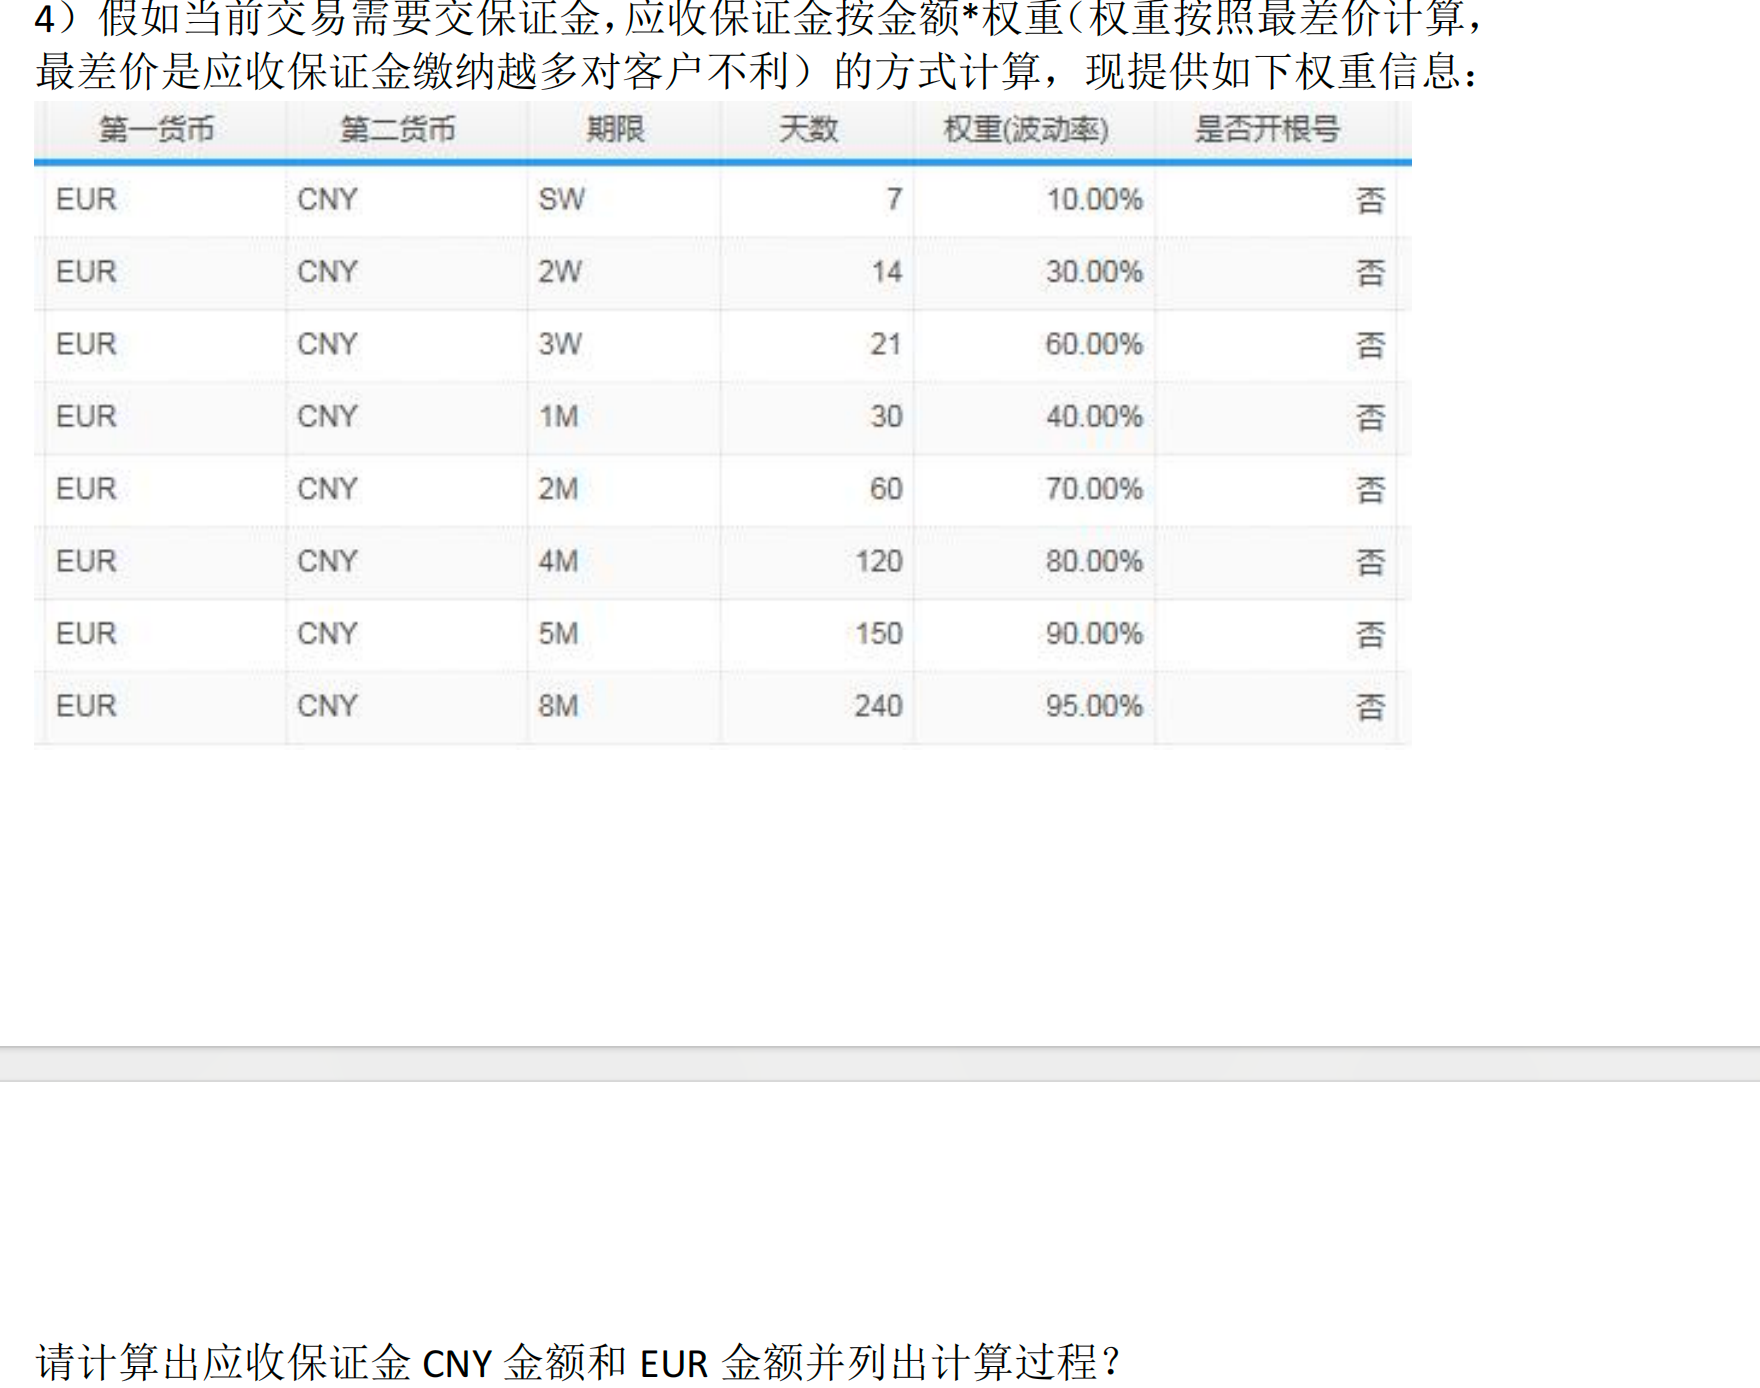 4）假如当前交易需要交保证金,应收保证金按金额*权重（权重按照最差价计算，
最差价是应收保证金缴纳越多对客户不利）的方式计算，现提供如下权重信息：
第一货币 第二货币 期限 天数 权重(波动率) 是否开根号
EUR CNY SW 7 10.00% 否
EUR CNY 2W 14 30.00% 否
EUR CNY 3W 21 60.00% 否
EUR CNY 1M 30 40.00% 否
EUR CNY 2M 60 70.00% 否
EUR CNY 4M 120 80.00% 否
EUR CNY 5M 150 90.00% 否
EUR CNY 8M 240 95.00% 否
请计算出应收保证金 CNY 金额和 EUR 金额并列出计算过程？